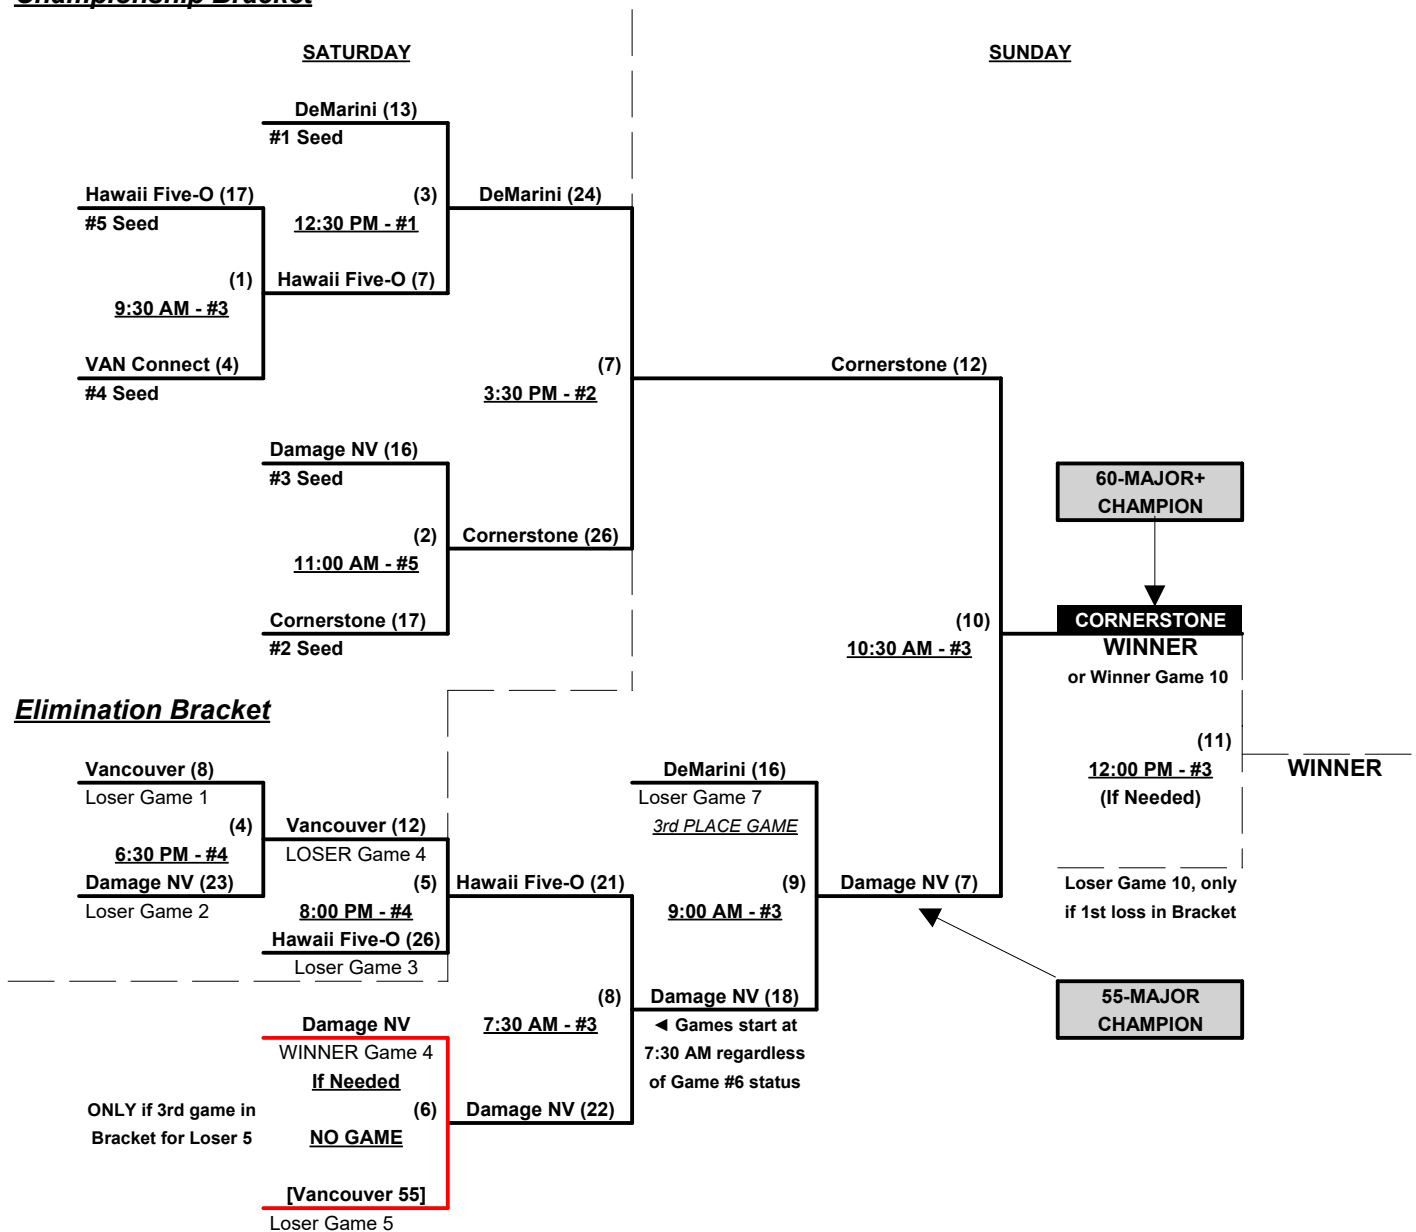 Championship Bracket
SATURDAY
SUNDAY
DeMarini (13)
#1 Seed
Hawaii Five-O (17)
(3)
DeMarini (24)
#5 Seed
12:30 PM - #1
(1)
Hawaii Five-O (7)
9:30 AM - #3
VAN Connect (4)
(7)
Cornerstone (12)
#4 Seed
3:30 PM - #2
Damage NV (16)
#3 Seed
60-MAJOR+
CHAMPION
(2)
Cornerstone (26)
11:00 AM - #5
Cornerstone (17)
#2 Seed
(10)
10:30 AM - #3
CORNERSTONE
WINNER
or Winner Game 10
Elimination Bracket
(11)
12:00 PM - #3
(If Needed)
WINNER
Vancouver (8)
Loser Game 1
DeMarini (16)
Loser Game 7
3rd PLACE GAME
(4)
Vancouver (12)
6:30 PM - #4
LOSER Game 4
Damage NV (23)
Loser Game 2
(5)
Hawaii Five-O (21)
8:00 PM - #4
(9)
9:00 AM - #3
Damage NV (7)
Loser Game 10, only
if 1st loss in Bracket
Hawaii Five-O (26)
Loser Game 3
(8)
Damage NV (18)
7:30 AM - #3
◄ Games start at
7:30 AM regardless
of Game #6 status
55-MAJOR
CHAMPION
Damage NV
WINNER Game 4
If Needed
ONLY if 3rd game in
Bracket for Loser 5
(6)
Damage NV (22)
NO GAME
[Vancouver 55]
Loser Game 5